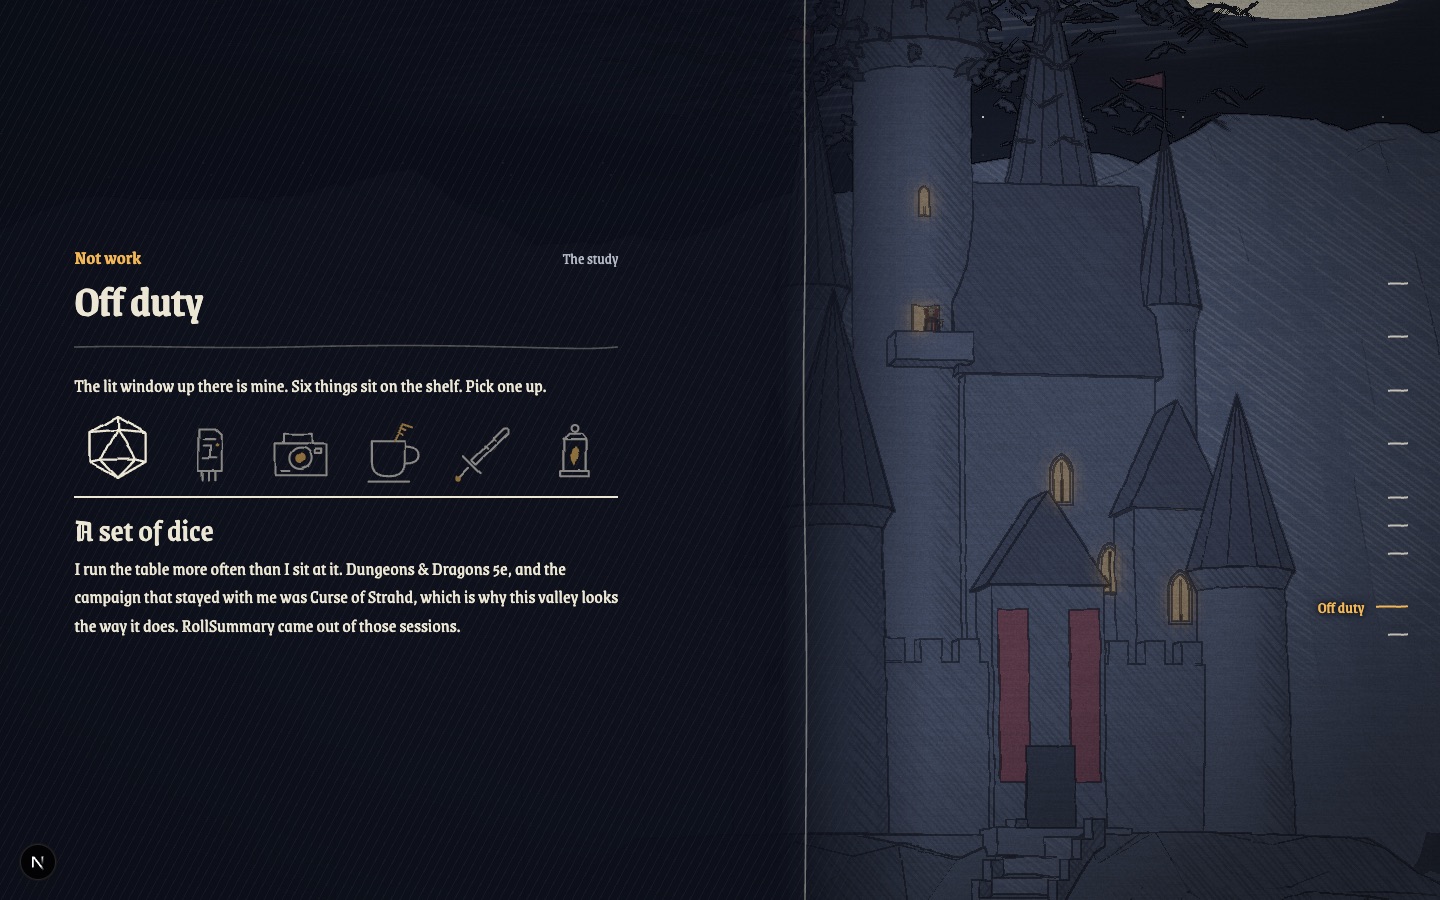 Not work
The study
Off duty
The lit window up there is mine. Six things sit on the shelf. Pick one up.
A set of dice
I run the table more often than I sit at it. Dungeons & Dragons 5e, and the
campaign that stayed with me was Curse of Strahd, which is why this valley looks
the way it does. RollSummary came out of those sessions.
Off duty
N